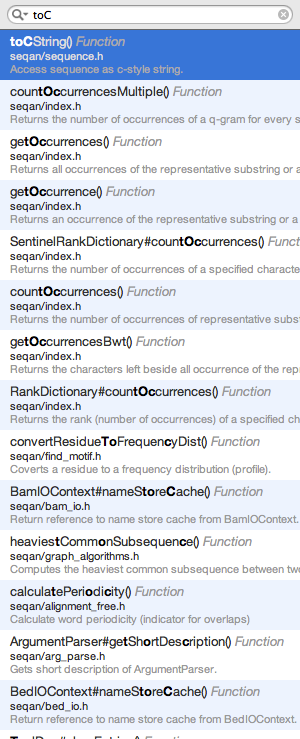 toC
toCString() Function
seqan/sequence.h
Access sequence as c-style string.
countOccurrencesMultiple() Function
seqan/index.h
Returns the number of occurrences of a q-gram for every s
getOccurrences() Function
seqan/index.h
Returns all occurrences of the representative substring or a
getOccurrence() Function
seqan/index.h
Returns an occurrence of the representative substring or a
SentinelRankDictionary#countOccurrences() Funct
seqan/index.h
Returns the number of occurrences of a specified characte
countOccurrences() Function
seqan/index.h
Returns the number of occurrences of representative subst
getOccurrencesBwt() Function
seqan/index.h
Returns the characters left beside all occurrence of the rep
RankDictionary#countOccurrences() Function
seqan/index.h
Returns the rank (number of occurrences) of a specified ch
convertResidueToFrequencyDist() Function
seqan/find_motif.h
Coverts a residue to a frequency distribution (profile).
BamIOContext#nameStoreCache() Function
seqan/bam_io.h
Return reference to name store cache from BamIOContext.
heaviestCommonSubsequence() Function
seqan/graph_algorithms.h
Computes the heaviest common subsequence between two
calculatePeriodicity() Function
seqan/alignment_free.h
Calculate word periodicity (indicator for overlaps)
ArgumentParser#getShortDescription() Function
seqan/arg_parse.h
Gets short description of ArgumentParser.
BedIOContext#nameStoreCache() Function
seqan/bed_io.h
Return reference to name store cache from BedIOContext.